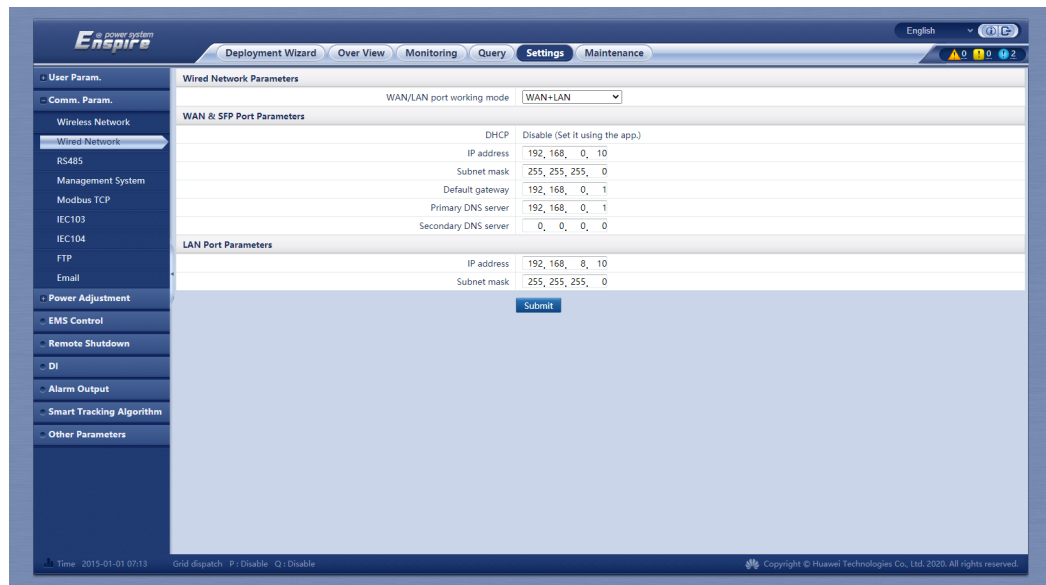 Enspire
e power system
English
Deployment Wizard Over View Monitoring Query Settings Maintenance
0 0 2
User Param.
Comm. Param.
Wireless Network
Wired Network
RS485
Management System
Modbus TCP
IEC103
IEC104
FTP
Email
Power Adjustment
EMS Control
Remote Shutdown
DI
Alarm Output
Smart Tracking Algorithm
Other Parameters
Wired Network Parameters
WAN/LAN port working mode WAN+LAN
WAN & SFP Port Parameters
DHCP Disable (Set it using the app.)
IP address 192. 168. 0. 10
Subnet mask 255. 255. 255. 0
Default gateway 192. 168. 0. 1
Primary DNS server 192. 168. 0. 1
Secondary DNS server 0. 0. 0. 0
LAN Port Parameters
IP address 192. 168. 8. 10
Subnet mask 255. 255. 255. 0
Submit
Time 2015-01-01 07:13 Grid dispatch P : Disable Q : Disable
Copyright © Huawei Technologies Co., Ltd. 2020. All rights reserved.